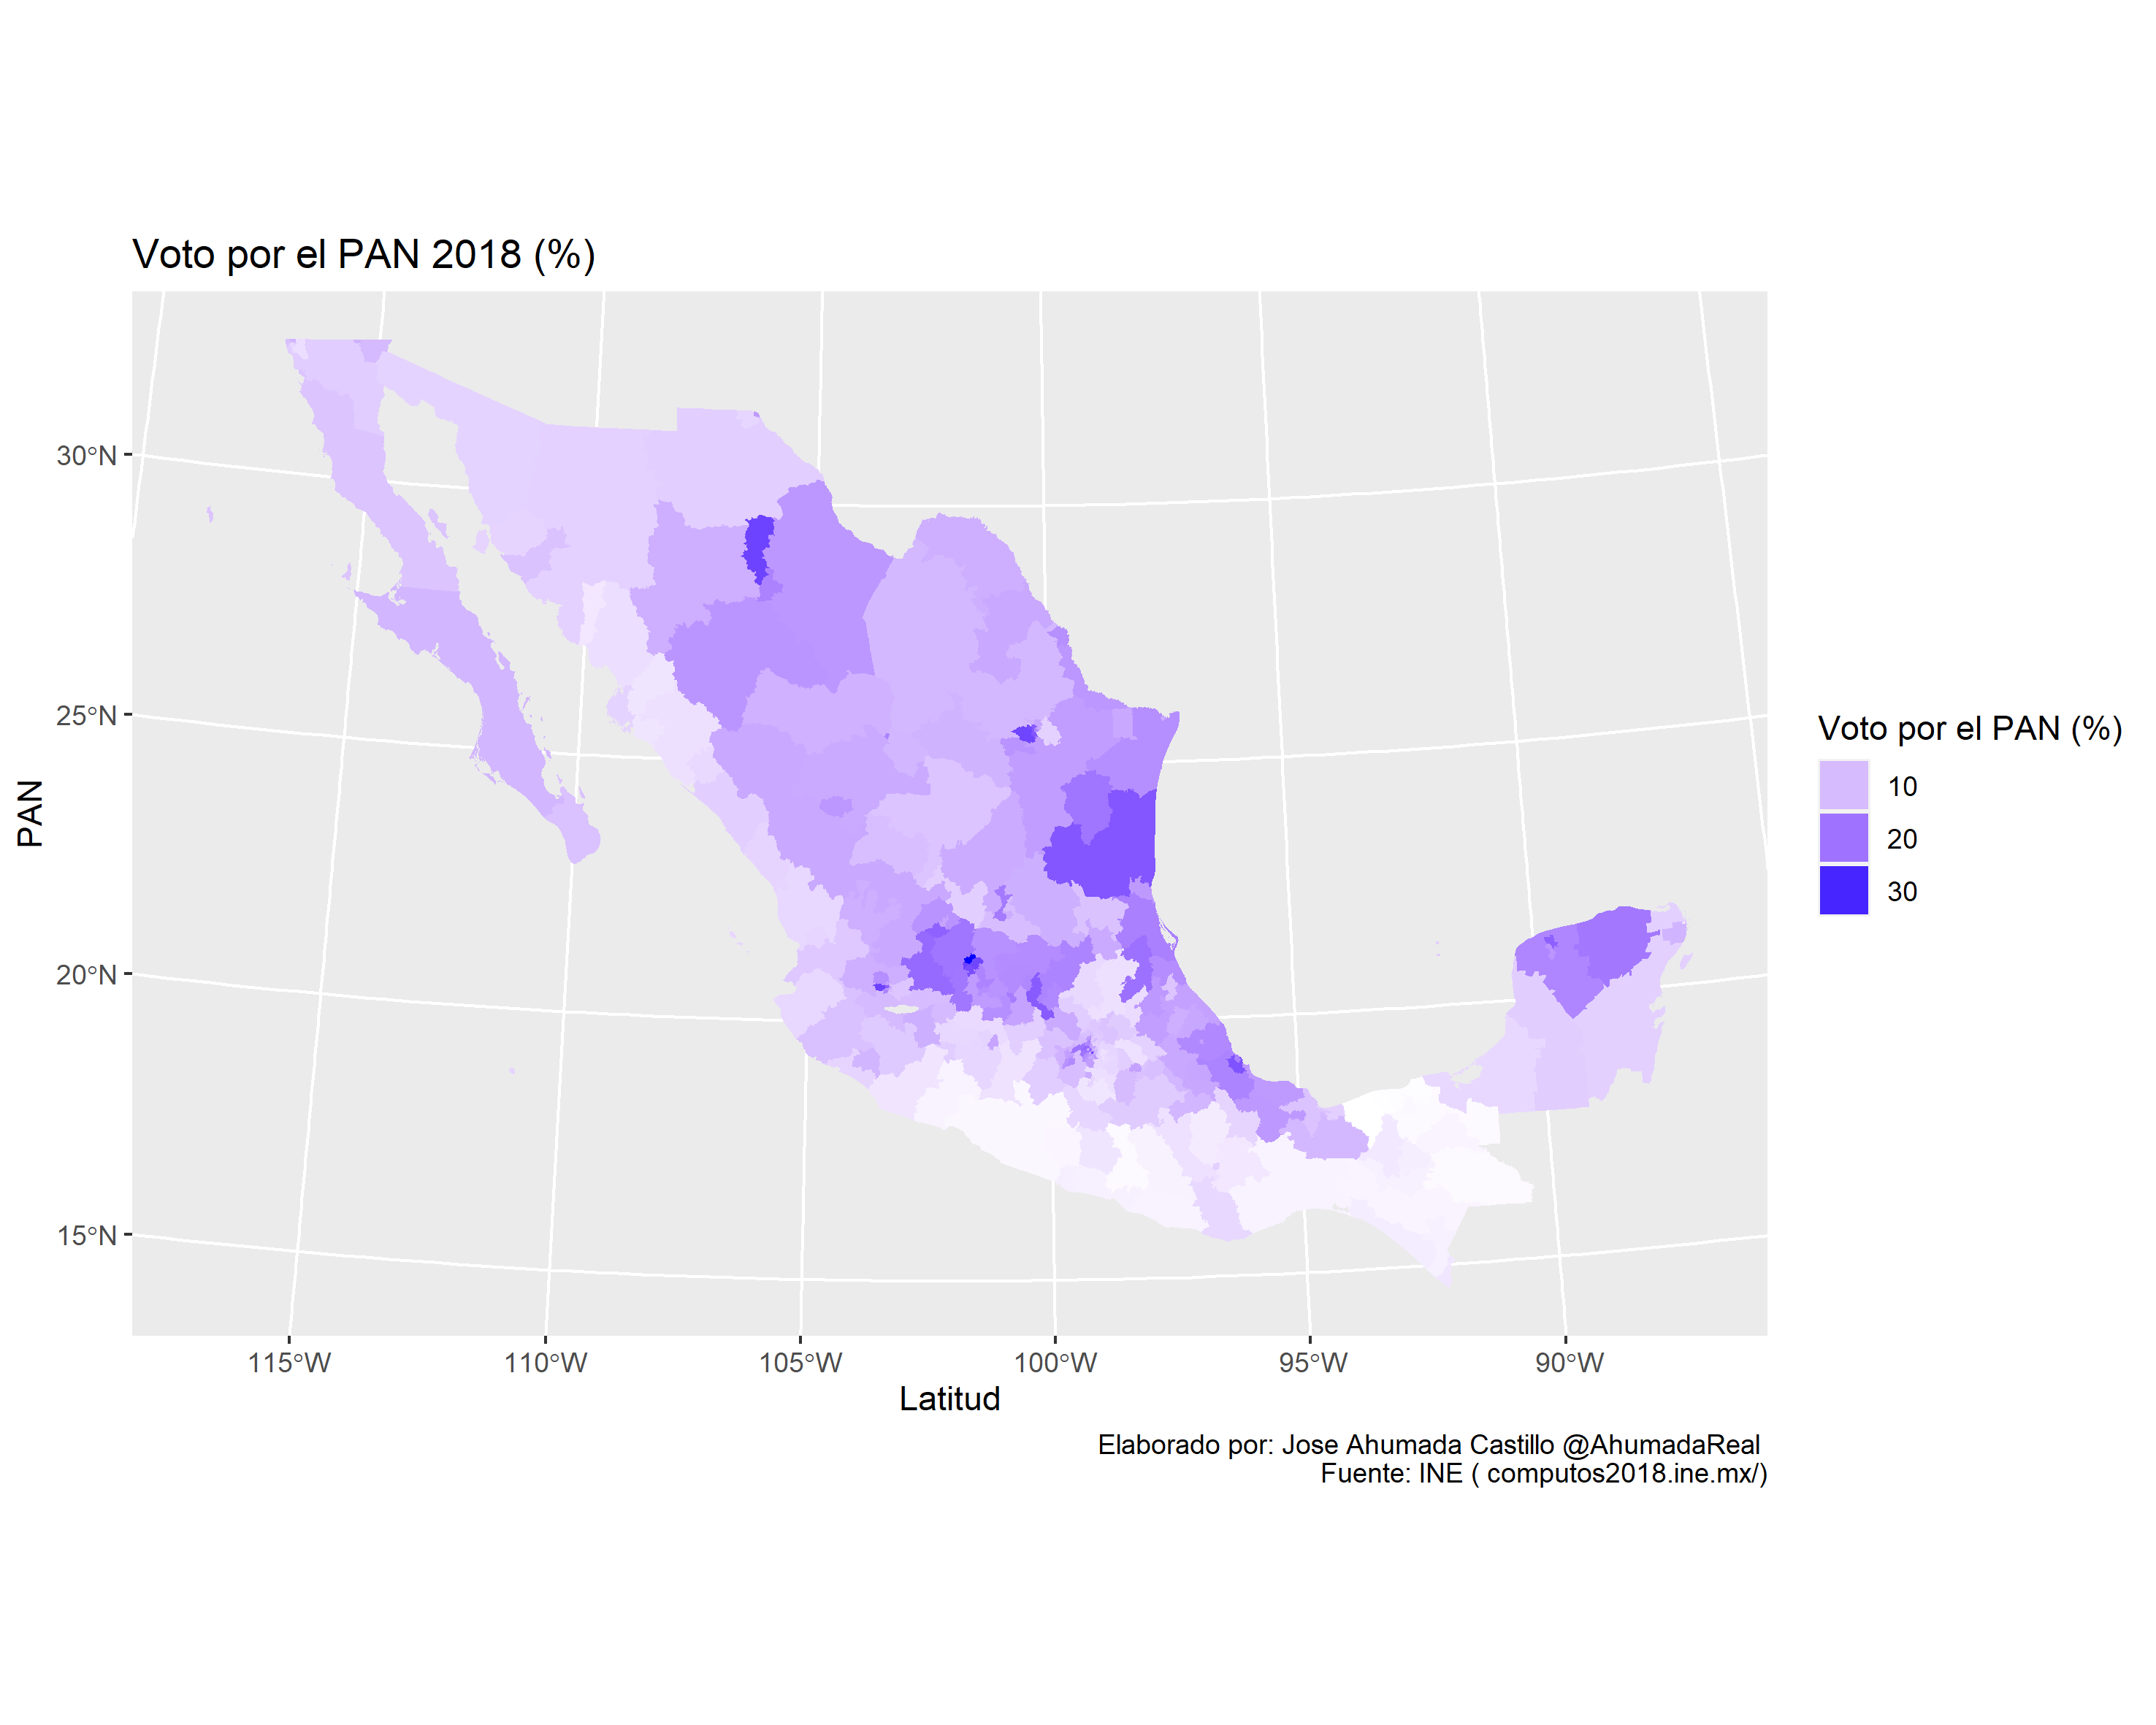 Voto por el PAN 2018 (%)
30°N
25°N
20°N
15°N
PAN
115°W
110°W
105°W
100°W
95°W
90°W
Latitud
Voto por el PAN (%)
10
20
30
Elaborado por: Jose Ahumada Castillo @AhumadaReal
Fuente: INE ( computos2018.ine.mx/)